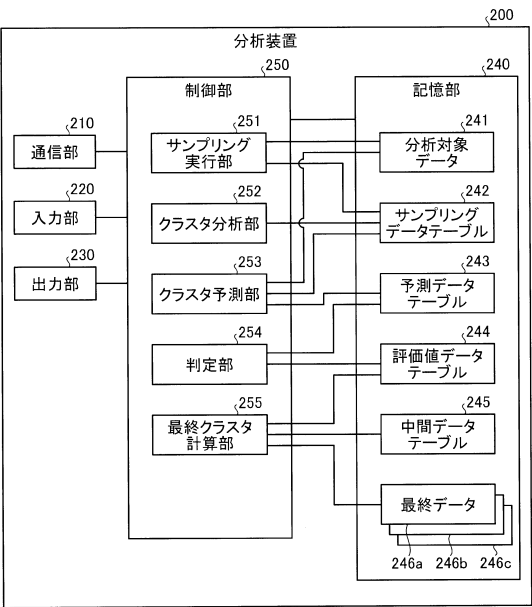 200
分析装置
210
通信部
220
入力部
230
出力部
250
制御部
251
サンプリング
実行部
252
クラスタ分析部
253
クラスタ予測部
254
判定部
255
最終クラスタ
計算部
240
記憶部
241
分析対象
データ
242
サンプリング
データテーブル
243
予測データ
テーブル
244
評価値データ
テーブル
245
中間データ
テーブル
最終データ
246a
246b
246c